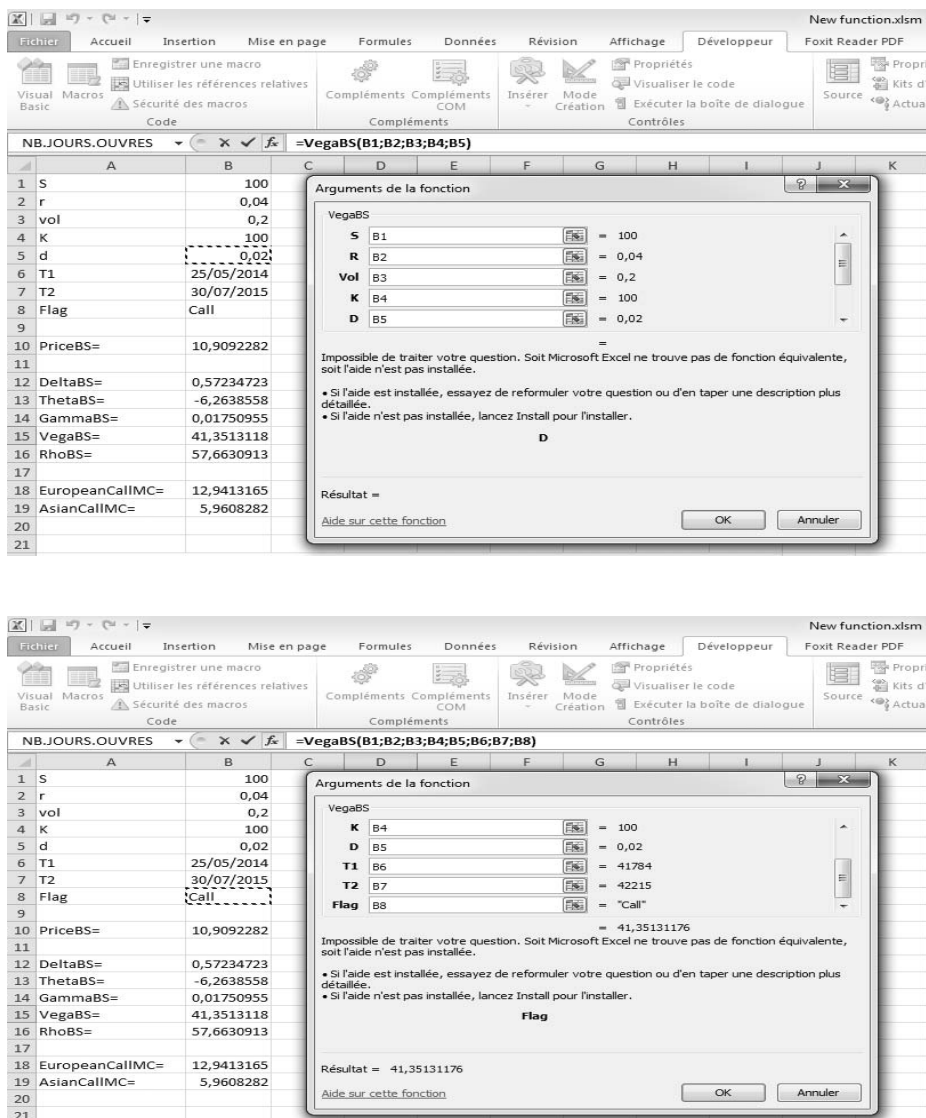 New function.xlsm
Fichier Accueil Insertion Mise en page Formules Données Révision Affichage Développeur Foxit Reader PDF
Enregistrer une macro Propriétés Propri
Utiliser les références relatives Visualiser le code Kits d'
Visual Basic Macros Sécurité des macros Compléments Compléments COM Insérer Mode Création Exécuter la boîte de dialogue Source Actua
Code Compléments Contrôles
NB.JOURS.OUVRES fx =VegaBS(B1;B2;B3;B4;B5)
A B C D E F G H I J K
1 S 100 Arguments de la fonction
2 r 0,04 VegaBS
3 vol 0,2 S B1 = 100
4 K 100 R B2 = 0,04
5 d 0,02 Vol B3 = 0,2
6 T1 25/05/2014 K B4 = 100
7 T2 30/07/2015 D B5 = 0,02
8 Flag Call
9
10 PriceBS= 10,9092282 =
11 Impossible de traiter votre question. Soit Microsoft Excel ne trouve pas de fonction équivalente,
soit l'aide n'est pas installée.
12 DeltaBS= 0,57234723 • Si l'aide est installée, essayez de reformuler votre question ou d'en taper une description plus
13 ThetaBS= -6,2638558 détaillée.
14 GammaBS= 0,01750955 • Si l'aide n'est pas installée, lancez Install pour l'installer.
15 VegaBS= 41,3513118 D
16 RhoBS= 57,6630913
17
18 EuropeanCallMC= 12,9413165 Résultat =
19 AsianCallMC= 5,9608282 Aide sur cette fonction OK Annuler
20
21
New function.xlsm
Fichier Accueil Insertion Mise en page Formules Données Révision Affichage Développeur Foxit Reader PDF
Enregistrer une macro Propriétés Propri
Utiliser les références relatives Visualiser le code Kits d'
Visual Basic Macros Sécurité des macros Compléments Compléments COM Insérer Mode Création Exécuter la boîte de dialogue Source Actua
Code Compléments Contrôles
NB.JOURS.OUVRES fx =VegaBS(B1;B2;B3;B4;B5;B6;B7;B8)
A B C D E F G H I J K
1 S 100 Arguments de la fonction
2 r 0,04 VegaBS
3 vol 0,2 K B4 = 100
4 K 100 D B5 = 0,02
5 d 0,02 T1 B6 = 41784
6 T1 25/05/2014 T2 B7 = 42215
7 T2 30/07/2015 Flag B8 = "Call"
8 Flag Call
9
10 PriceBS= 10,9092282 = 41,35131176
11 Impossible de traiter votre question. Soit Microsoft Excel ne trouve pas de fonction équivalente,
soit l'aide n'est pas installée.
12 DeltaBS= 0,57234723 • Si l'aide est installée, essayez de reformuler votre question ou d'en taper une description plus
13 ThetaBS= -6,2638558 détaillée.
14 GammaBS= 0,01750955 • Si l'aide n'est pas installée, lancez Install pour l'installer.
15 VegaBS= 41,3513118 Flag
16 RhoBS= 57,6630913
17
18 EuropeanCallMC= 12,9413165 Résultat = 41,35131176
19 AsianCallMC= 5,9608282 Aide sur cette fonction OK Annuler
20
21